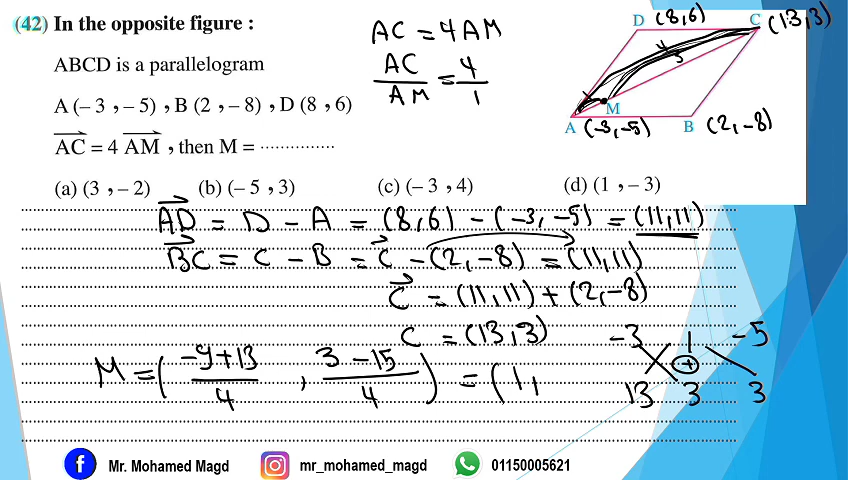 (42) In the opposite figure :
ABCD is a parallelogram
A (– 3 , – 5) , B (2 , – 8) , D (8 , 6)
AC = 4 AM , then M = ···············
(a) (3 , – 2) (b) (– 5 , 3) (c) (– 3 , 4) (d) (1 , – 3)
AC = 4AM
AC/AM = 4/1
D (8,6) C (13,3)
4
3
1
M
A (-3,-5) B (2,-8)
AD = D - A = (8,6) - (-3,-5) = (11,11)
BC = C - B = C - (2,-8) = (11,11)
C = (11,11) + (2,-8)
C = (13,3)
M = (-9+13/4 , 3-15/4) = (1,
-3 1 -5
+
13 3 3
f Mr. Mohamed Magd mr_mohamed_magd 01150005621